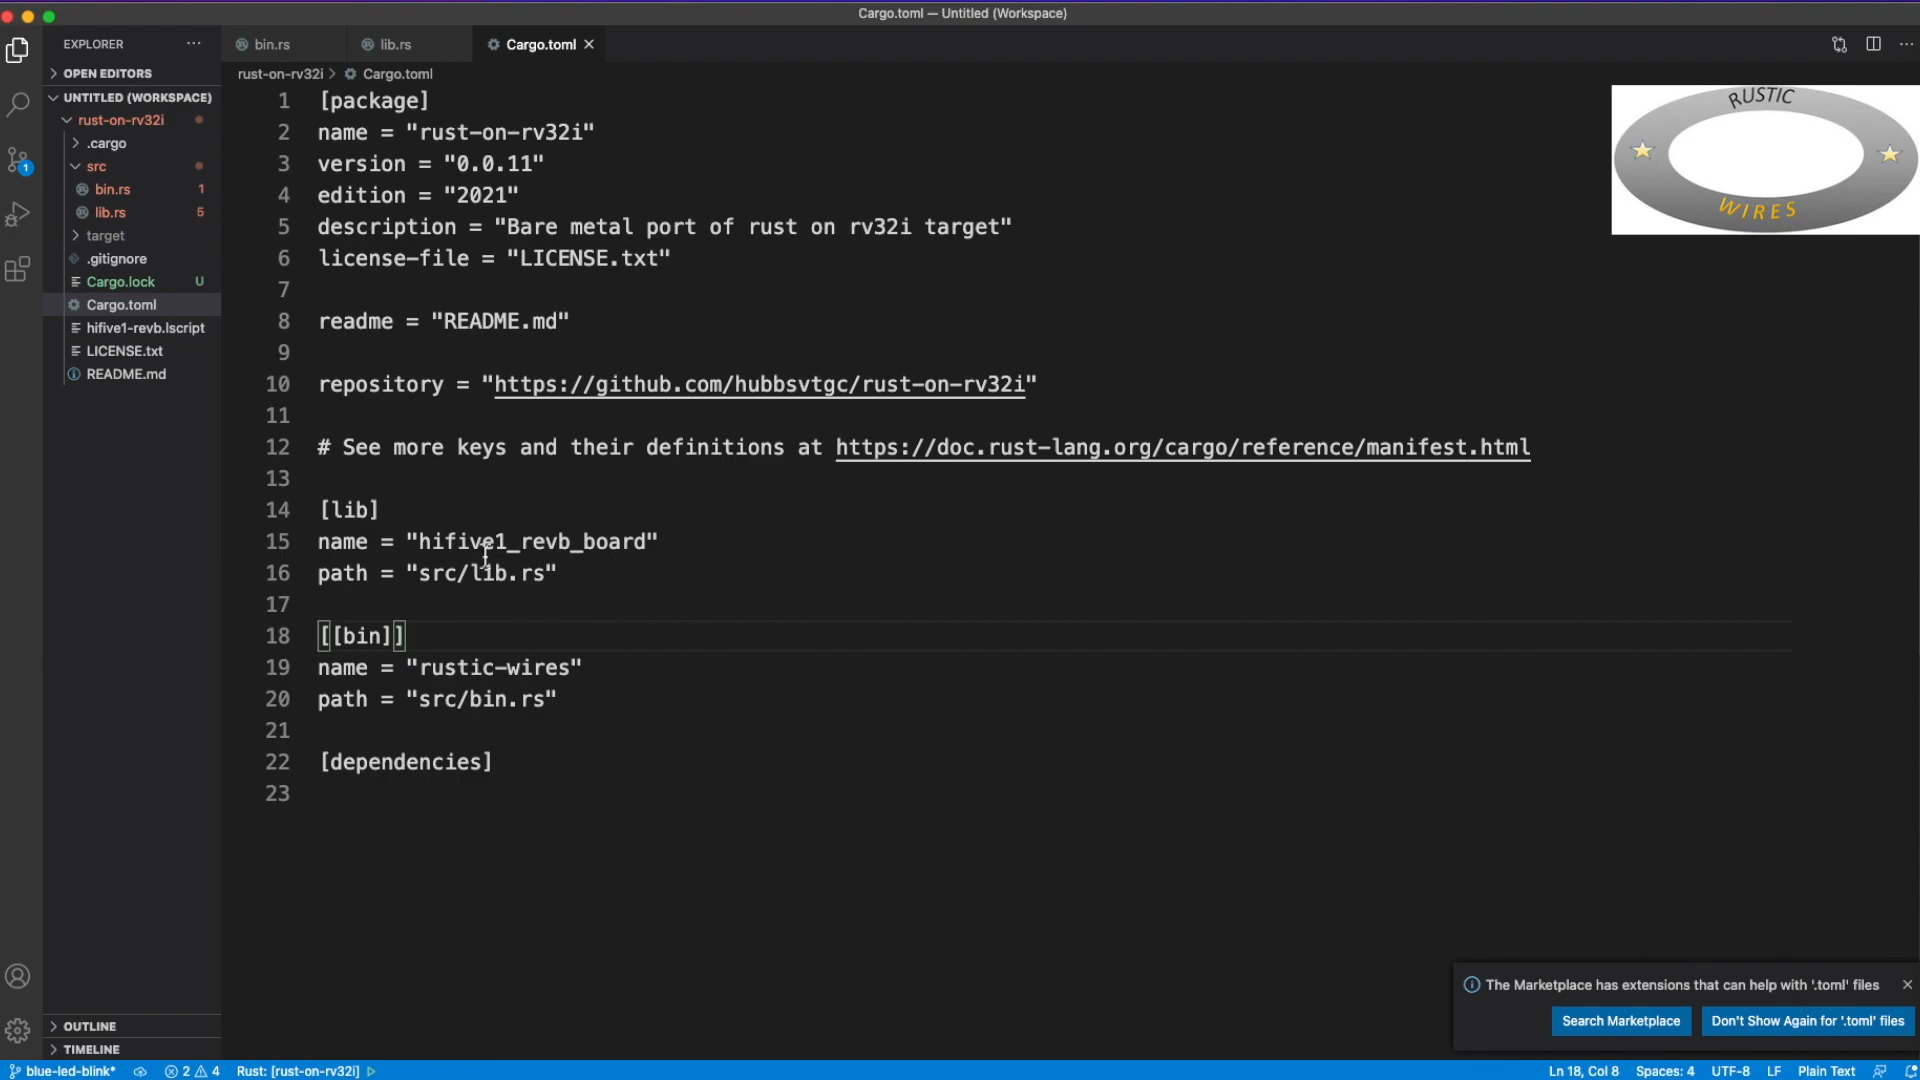 Cargo.toml — Untitled (Workspace)
EXPLORER
OPEN EDITORS
UNTITLED (WORKSPACE)
rust-on-rv32i
.cargo
src
bin.rs 1
lib.rs 5
target
.gitignore
Cargo.lock U
Cargo.toml
hifive1-revb.lscript
LICENSE.txt
README.md
OUTLINE
TIMELINE
1
bin.rs
lib.rs
Cargo.toml
rust-on-rv32i > Cargo.toml
1 [package]
2 name = "rust-on-rv32i"
3 version = "0.0.11"
4 edition = "2021"
5 description = "Bare metal port of rust on rv32i target"
6 license-file = "LICENSE.txt"
7
8 readme = "README.md"
9
10 repository = "https://github.com/hubbsvtgc/rust-on-rv32i"
11
12 # See more keys and their definitions at https://doc.rust-lang.org/cargo/reference/manifest.html
13
14 [lib]
15 name = "hifive1_revb_board"
16 path = "src/lib.rs"
17
18 [[bin]]
19 name = "rustic-wires"
20 path = "src/bin.rs"
21
22 [dependencies]
23
RUSTIC
WIRES
The Marketplace has extensions that can help with '.toml' files
Search Marketplace
Don't Show Again for '.toml' files
blue-led-blink* 2 4 Rust: [rust-on-rv32i] Ln 18, Col 8 Spaces: 4 UTF-8 LF Plain Text